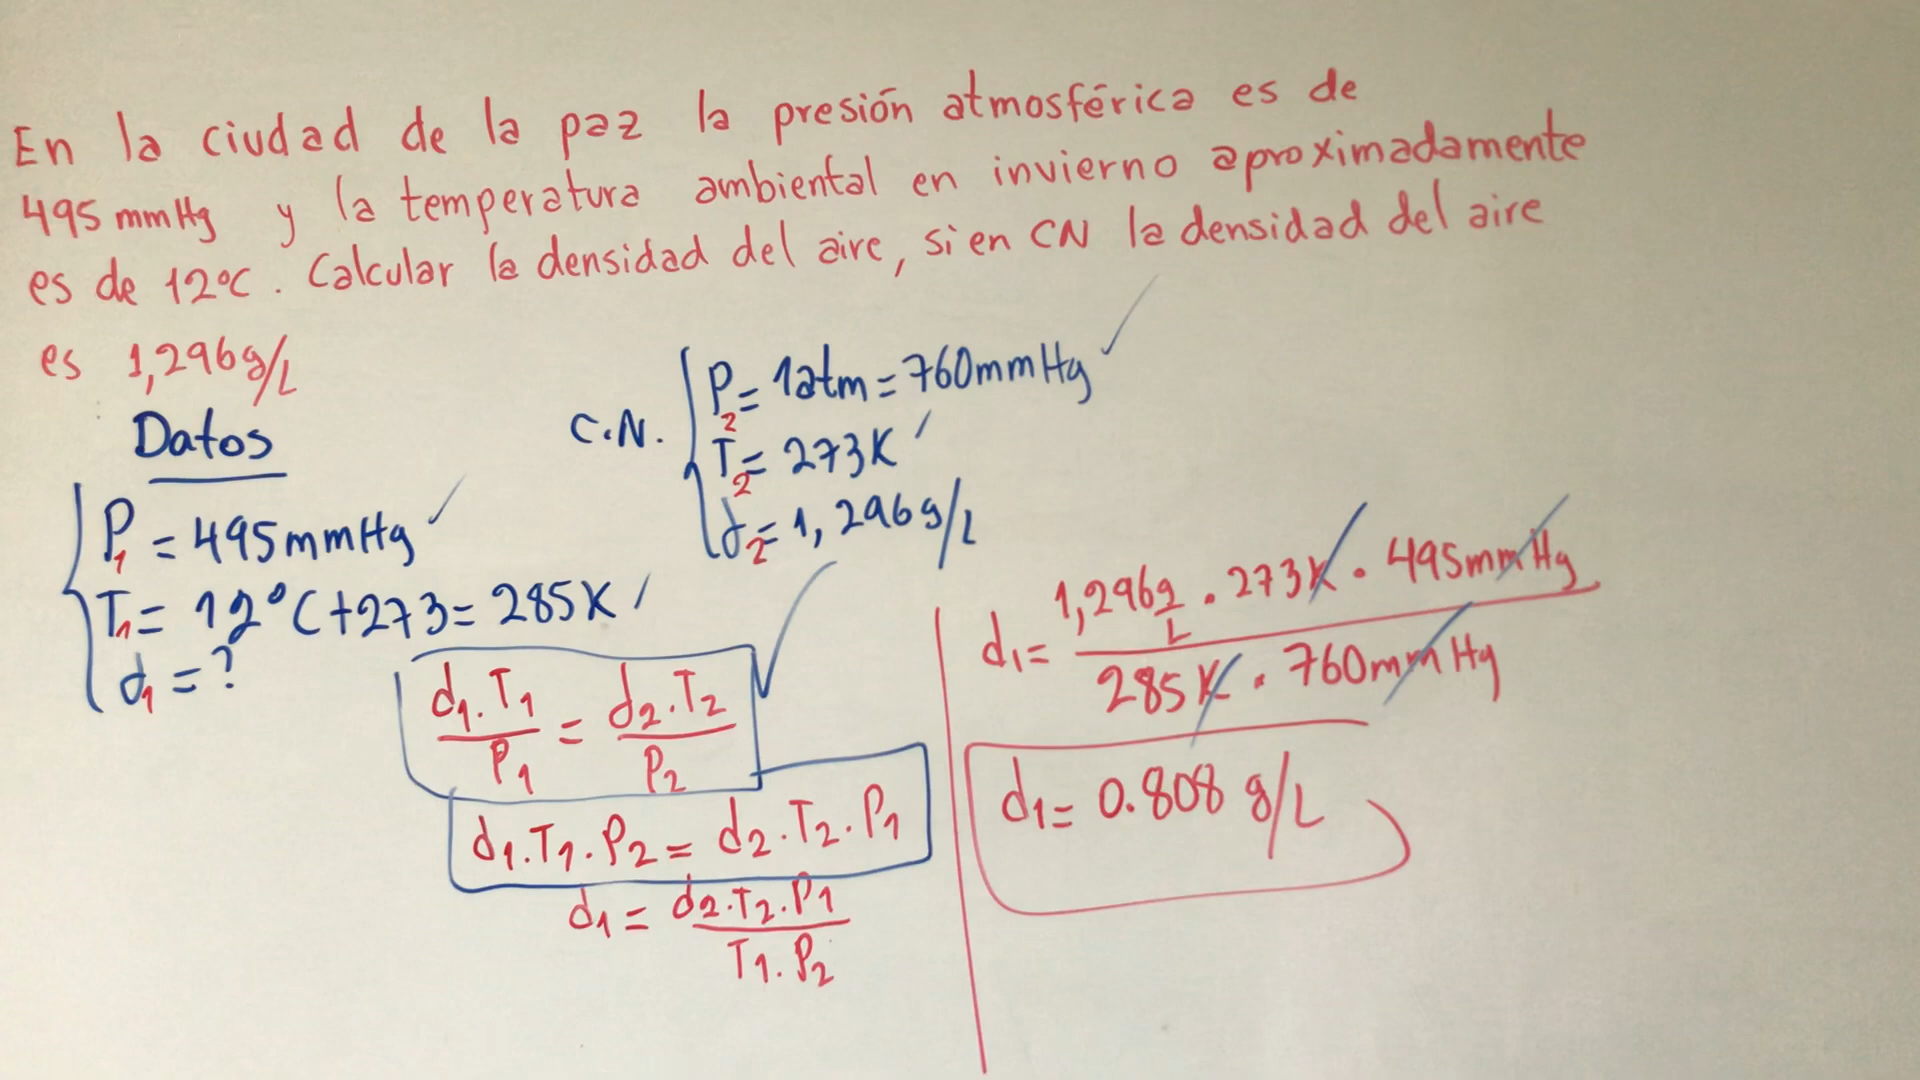 En la ciudad de la paz la presión atmosférica es de
495 mmHg y la temperatura ambiental en invierno aproximadamente
es de 12°C. Calcular la densidad del aire, si en CN la densidad del aire
es 1,296g/L
Datos
P₁ = 495mmHg
T₁ = 12°C+273 = 285K
d₁ = ?
C.N.
P₂ = 1atm = 760mmHg
T₂ = 273K
d₂ = 1,296g/L
d₁.T₁/P₁ = d₂.T₂/P₂
d₁.T₁.P₂ = d₂.T₂.P₁
d₁ = d₂.T₂.P₁/T₁.P₂
d₁ = 1,296g/L . 273K . 495mmHg
285K . 760mmHg
d₁ = 0.808 g/L